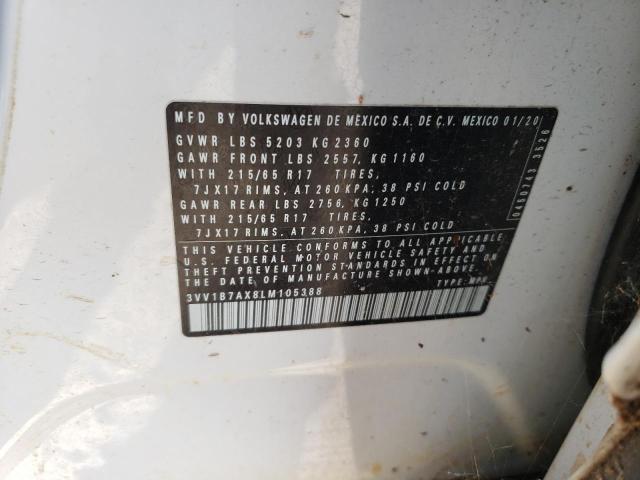 MFD BY VOLKSWAGEN DE MEXICO S.A. DE C.V. MEXICO 01/20
GVWR LBS 5203 KG 2360
GAWR FRONT LBS 2557, KG 1160
WITH 215/65 R17 TIRES,
7JX17 RIMS, AT 260 KPA, 38 PSI COLD
GAWR REAR LBS 2756, KG 1250
WITH 215/65 R17 TIRES,
7JX17 RIMS, AT 260 KPA, 38 PSI COLD
THIS VEHICLE CONFORMS TO ALL APPLICABLE
U.S. FEDERAL MOTOR VEHICLE SAFETY AND
THEFT PREVENTION STANDARDS IN EFFECT ON
THE DATE OF MANUFACTURE SHOWN ABOVE.
3VV1B7AX8LM105388 TYPE:
0450743 3526